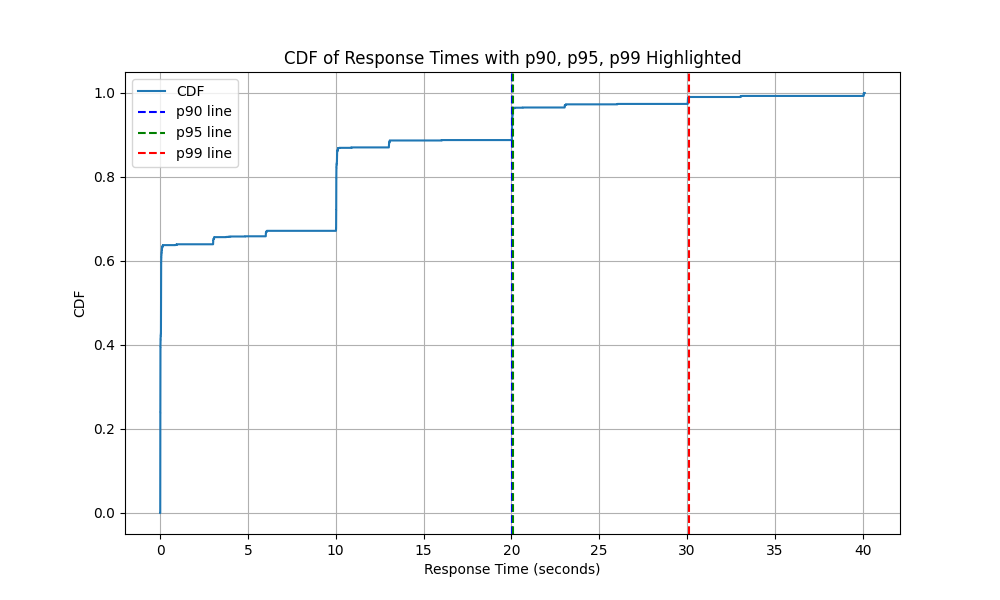 CDF of Response Times with p90, p95, p99 Highlighted
CDF
p90 line
p95 line
p99 line
1.0
0.8
0.6
0.4
0.2
0.0
CDF
0 5 10 15 20 25 30 35 40
Response Time (seconds)